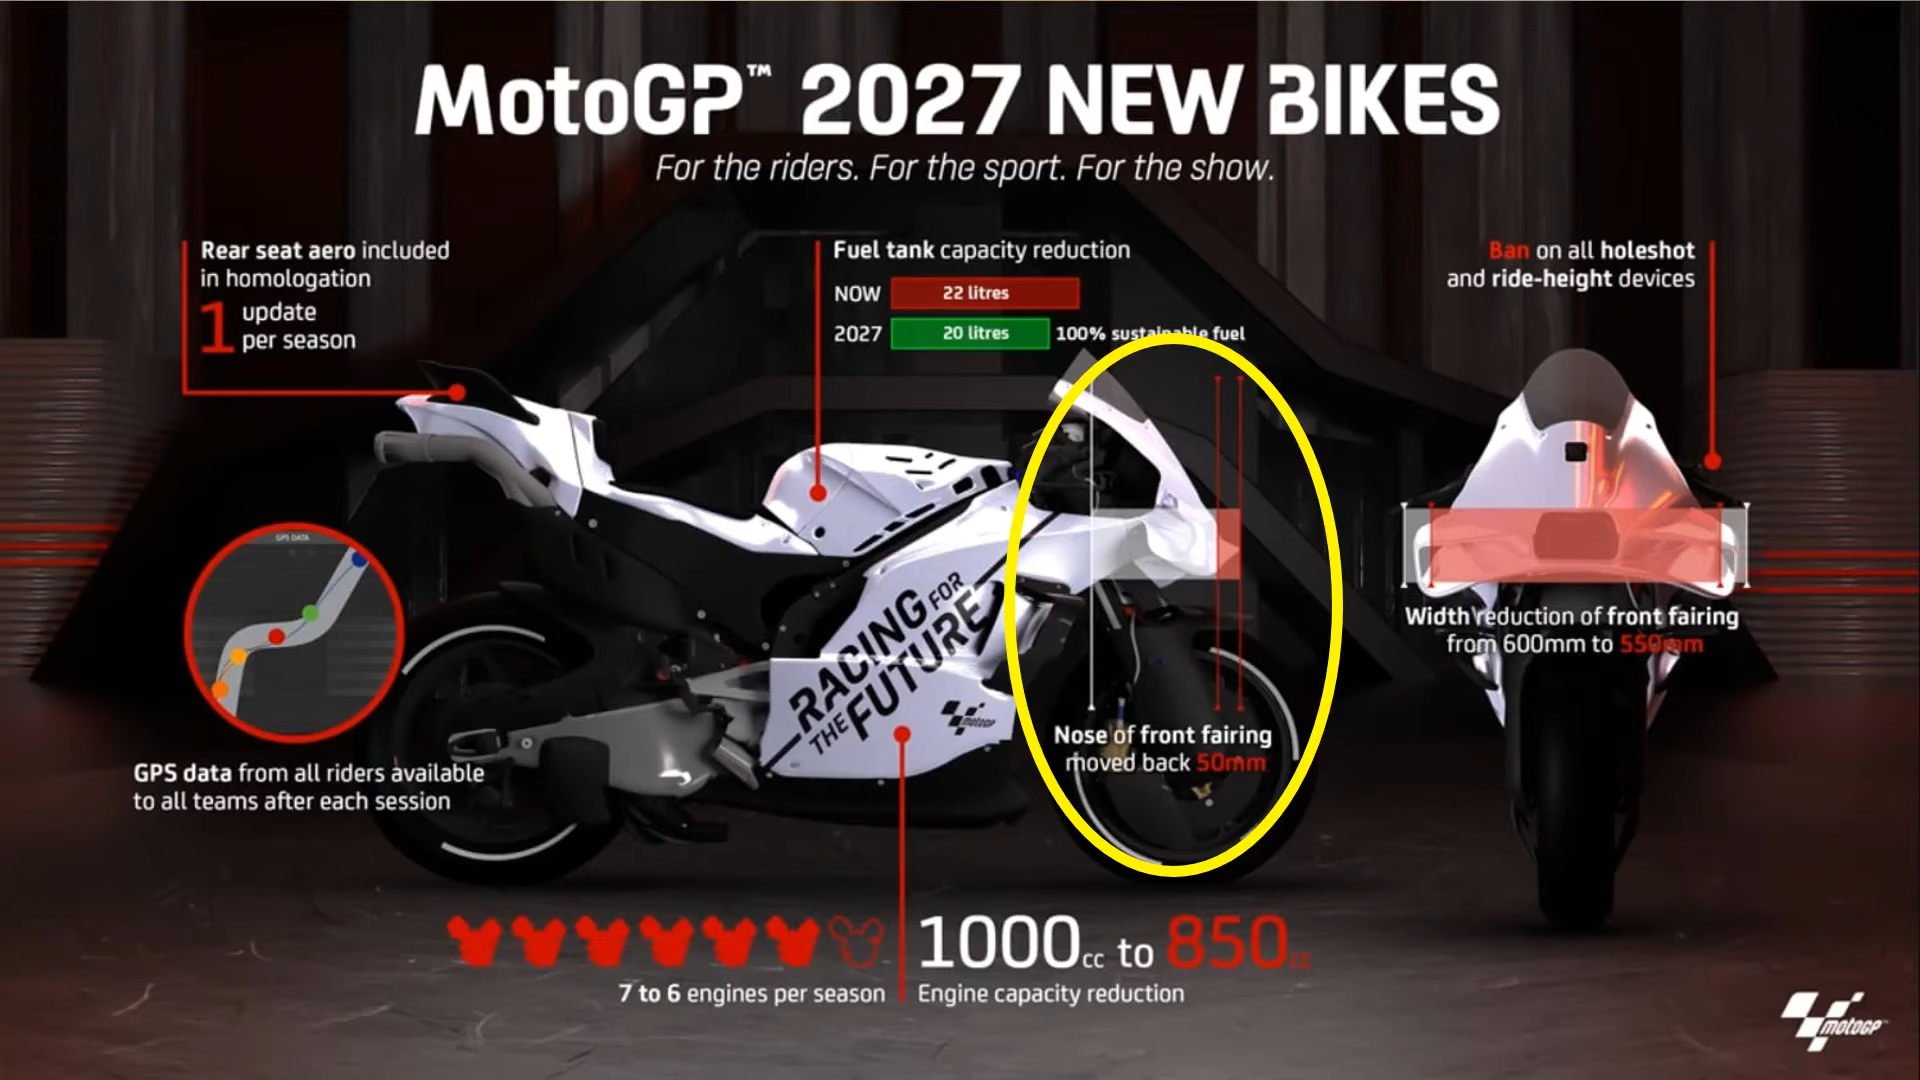 MotoGP™ 2027 NEW BIKES
For the riders. For the sport. For the show.
Rear seat aero included
in homologation
1 update
per season
Fuel tank capacity reduction
NOW 22 litres
2027 20 litres 100% sustainable fuel
Ban on all holeshot
and ride-height devices
GPS DATA
GPS data from all riders available
to all teams after each session
RACING FOR
THE FUTURE
motoGP
Nose of front fairing
moved back 50mm
Width reduction of front fairing
from 600mm to 550mm
7 to 6 engines per season
1000cc to 850cc
Engine capacity reduction
motoGP™